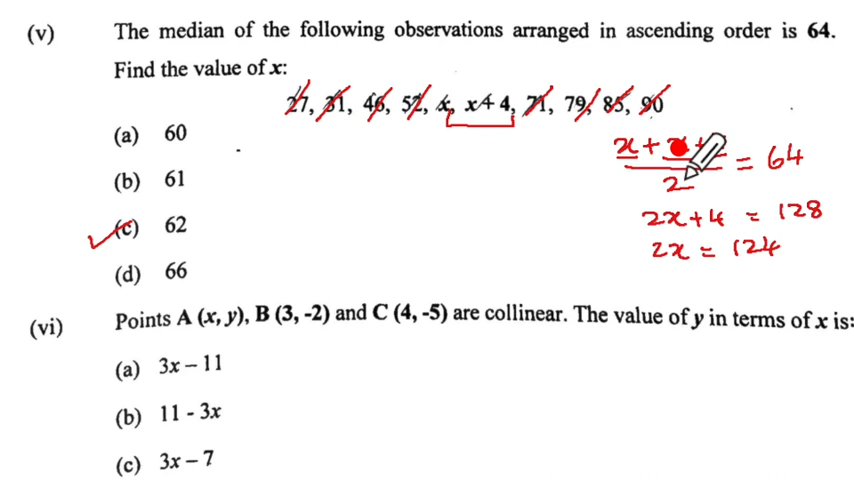 (v) The median of the following observations arranged in ascending order is 64.
Find the value of x:
27, 31, 46, 52, x, x + 4, 71, 79, 85, 90
(a) 60
(b) 61
(c) 62
(d) 66
x + x +
2
= 64
2x + 4 = 128
2x = 124
(vi) Points A (x, y), B (3, -2) and C (4, -5) are collinear. The value of y in terms of x is:
(a) 3x – 11
(b) 11 - 3x
(c) 3x – 7